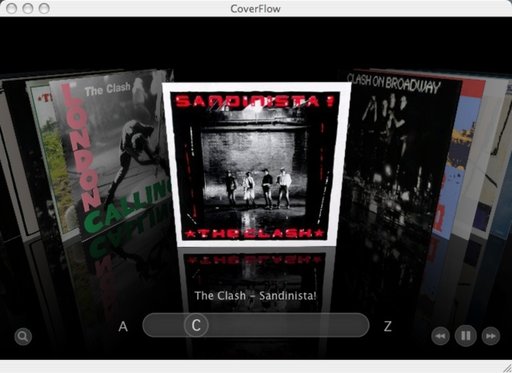 CoverFlow
The Clash
LONDON
CALLING
SANDINISTA!
★THE CLASH★
CLASH ON BROADWAY
The Clash – Sandinista!
A
C
Z